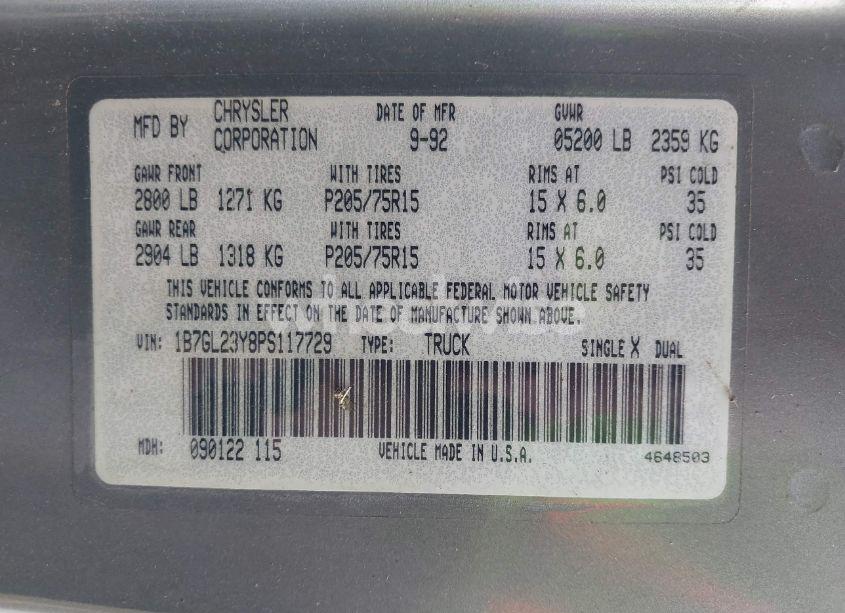 MFD BY CHRYSLER CORPORATION DATE OF MFR 9-92 GVWR 05200 LB 2359 KG
GAWR FRONT WITH TIRES RIMS AT PSI COLD
2800 LB 1271 KG P205/75R15 15 X 6.0 35
GAWR REAR WITH TIRES RIMS AT PSI COLD
2904 LB 1318 KG P205/75R15 15 X 6.0 35
THIS VEHICLE CONFORMS TO ALL APPLICABLE FEDERAL MOTOR VEHICLE SAFETY
STANDARDS IN EFFECT ON THE DATE OF MANUFACTURE SHOWN ABOVE.
VIN: 1B7GL23Y8PS117729 TYPE: TRUCK SINGLE X DUAL
MDH: 090122 115 VEHICLE MADE IN U.S.A. 4648503